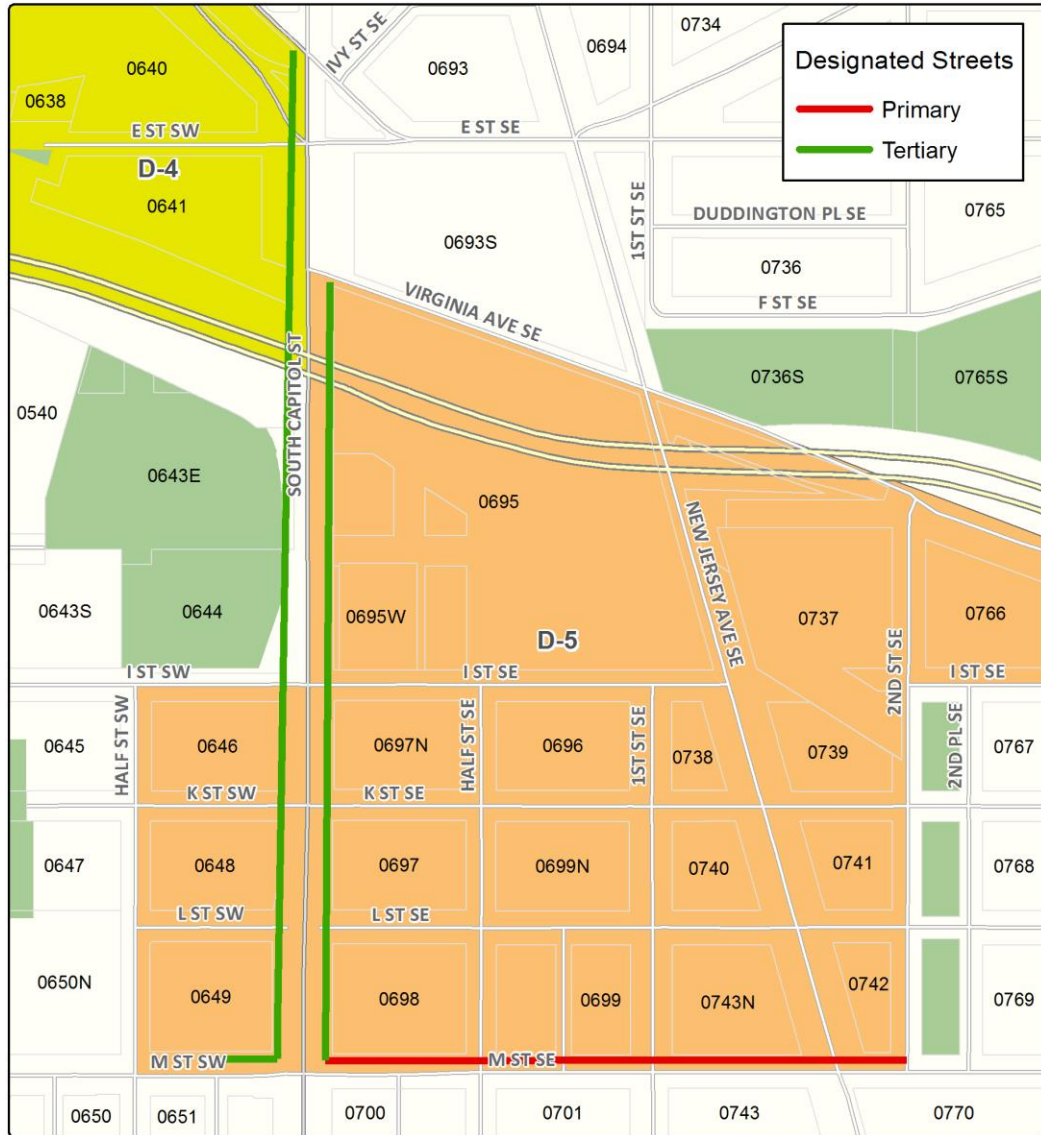 0734
0694
IVY ST SE
0693
0640
0638
Designated Streets
Primary
Tertiary
E ST SW
E ST SE
D-4
0641
1ST ST SE
DUDDINGTON PL SE
0765
0693S
0736
F ST SE
VIRGINIA AVE SE
SOUTH CAPITOL ST
0736S
0765S
0540
0643E
0695
NEW JERSEY AVE SE
0643S
0644
0695W
D-5
0737
0766
2ND ST SE
I ST SW
I ST SE
I ST SE
HALF ST SW
HALF ST SE
1ST ST SE
2ND PL SE
0645
0646
0697N
0696
0738
0739
0767
K ST SW
K ST SE
0647
0648
0697
0699N
0740
0741
0768
L ST SW
L ST SE
0650N
0649
0698
0699
0743N
0742
0769
M ST SW
M ST SE
0650
0651
0700
0701
0743
0770